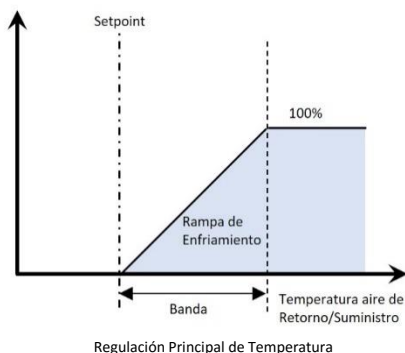 Setpoint
100%
Rampa de
Enfriamiento
Banda
Temperatura aire de
Retorno/Suministro
Regulación Principal de Temperatura